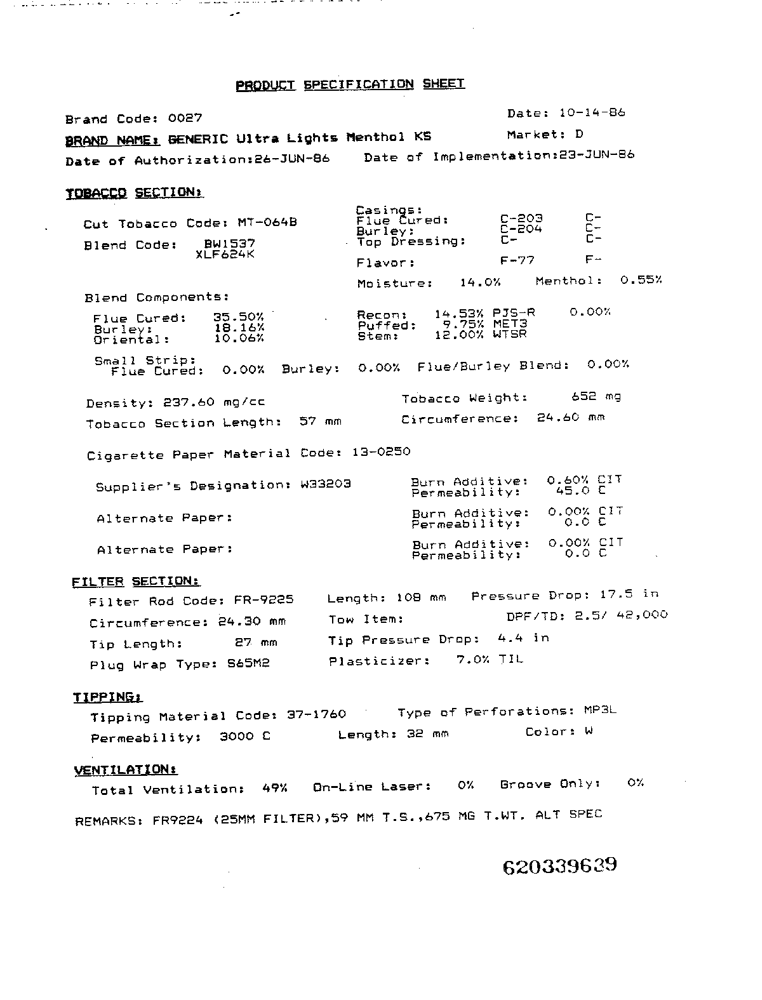 PRODUCT SPECIFICATION SHEET
Brand Code: 0027 Date: 10-14-86
BRAND NAME: GENERIC Ultra Lights Menthol KS Market: D
Date of Authorization:26-JUN-86 Date of Implementation:23-JUN-86
TOBACCO SECTION:
Cut Tobacco Code: MT-064B
Blend Code: BW1537
XLF624K
Casings:
Flue Cured: C-203 C-
Burley: C-204 C-
Top Dressing: C- C-
Flavor: F-77 F-
Moisture: 14.0% Menthol: 0.55%
Blend Components:
Flue Cured: 35.50% Recon: 14.53% PJS-R 0.00%
Burley: 18.16% Puffed: 9.75% MET3
Oriental: 10.06% Stem: 12.00% WTSR
Small Strip:
Flue Cured: 0.00% Burley: 0.00% Flue/Burley Blend: 0.00%
Density: 237.60 mg/cc Tobacco Weight: 652 mg
Tobacco Section Length: 57 mm Circumference: 24.60 mm
Cigarette Paper Material Code: 13-0250
Supplier's Designation: W33203 Burn Additive: 0.60% CIT
Permeability: 45.0 C
Alternate Paper: Burn Additive: 0.00% CIT
Permeability: 0.0 C
Alternate Paper: Burn Additive: 0.00% CIT
Permeability: 0.0 C
FILTER SECTION:
Filter Rod Code: FR-9225 Length: 108 mm Pressure Drop: 17.5 in
Circumference: 24.30 mm Tow Item: DPF/TD: 2.5/ 42,000
Tip Length: 27 mm Tip Pressure Drop: 4.4 in
Plug Wrap Type: S65M2 Plasticizer: 7.0% TIL
TIPPING:
Tipping Material Code: 37-1760 Type of Perforations: MP3L
Permeability: 3000 C Length: 32 mm Color: W
VENTILATION:
Total Ventilation: 49% On-Line Laser: 0% Groove Only: 0%
REMARKS: FR9224 (25MM FILTER),59 MM T.S.,675 MG T.WT. ALT SPEC
620339639